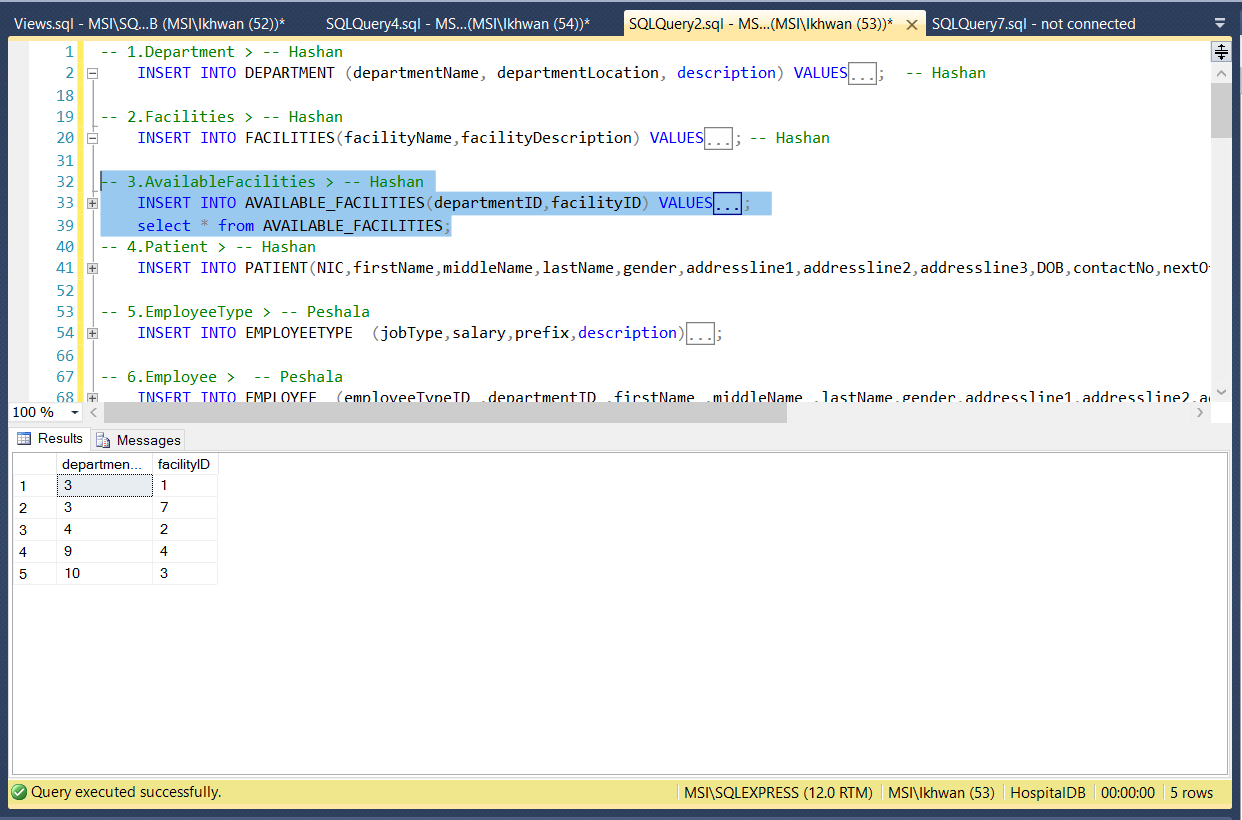 Views.sql - MSI\SQ...B (MSI\Ikhwan (52))* SQLQuery4.sql - MS...(MSI\Ikhwan (54))* SQLQuery2.sql - MS...(MSI\Ikhwan (53))* SQLQuery7.sql - not connected
1 -- 1.Department > -- Hashan
2 INSERT INTO DEPARTMENT (departmentName, departmentLocation, description) VALUES...; -- Hashan
18
19 -- 2.Facilities > -- Hashan
20 INSERT INTO FACILITIES(facilityName,facilityDescription) VALUES...; -- Hashan
31
32 -- 3.AvailableFacilities > -- Hashan
33 INSERT INTO AVAILABLE_FACILITIES(departmentID,facilityID) VALUES...;
39 select * from AVAILABLE_FACILITIES;
40 -- 4.Patient > -- Hashan
41 INSERT INTO PATIENT(NIC,firstName,middleName,lastName,gender,addressline1,addressline2,addressline3,DOB,contactNo,nextO
52
53 -- 5.EmployeeType > -- Peshala
54 INSERT INTO EMPLOYEETYPE (jobType,salary,prefix,description)...;
66
67 -- 6.Employee > -- Peshala
68 INSERT INTO EMPLOYEE (employeeTypeID ,departmentID ,firstName ,middleName ,lastName,gender,addressline1,addressline2,a
100 %
Results Messages
departmen... facilityID
1 3 1
2 3 7
3 4 2
4 9 4
5 10 3
Query executed successfully. MSI\SQLEXPRESS (12.0 RTM) MSI\Ikhwan (53) HospitalDB 00:00:00 5 rows